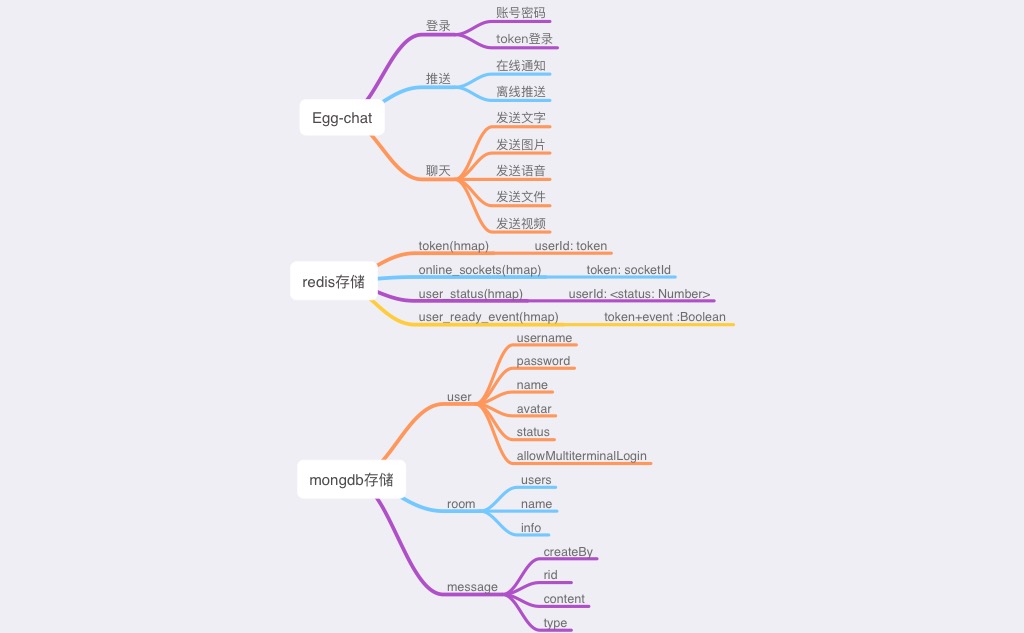 Egg-chat
登录
账号密码
token登录
推送
在线通知
离线推送
聊天
发送文字
发送图片
发送语音
发送文件
发送视频
redis存储
token(hmap)
userId: token
online_sockets(hmap)
token: socketId
user_status(hmap)
userId: <status: Number>
user_ready_event(hmap)
token+event :Boolean
mongdb存储
user
username
password
name
avatar
status
allowMultiterminalLogin
room
users
name
info
message
createBy
rid
content
type